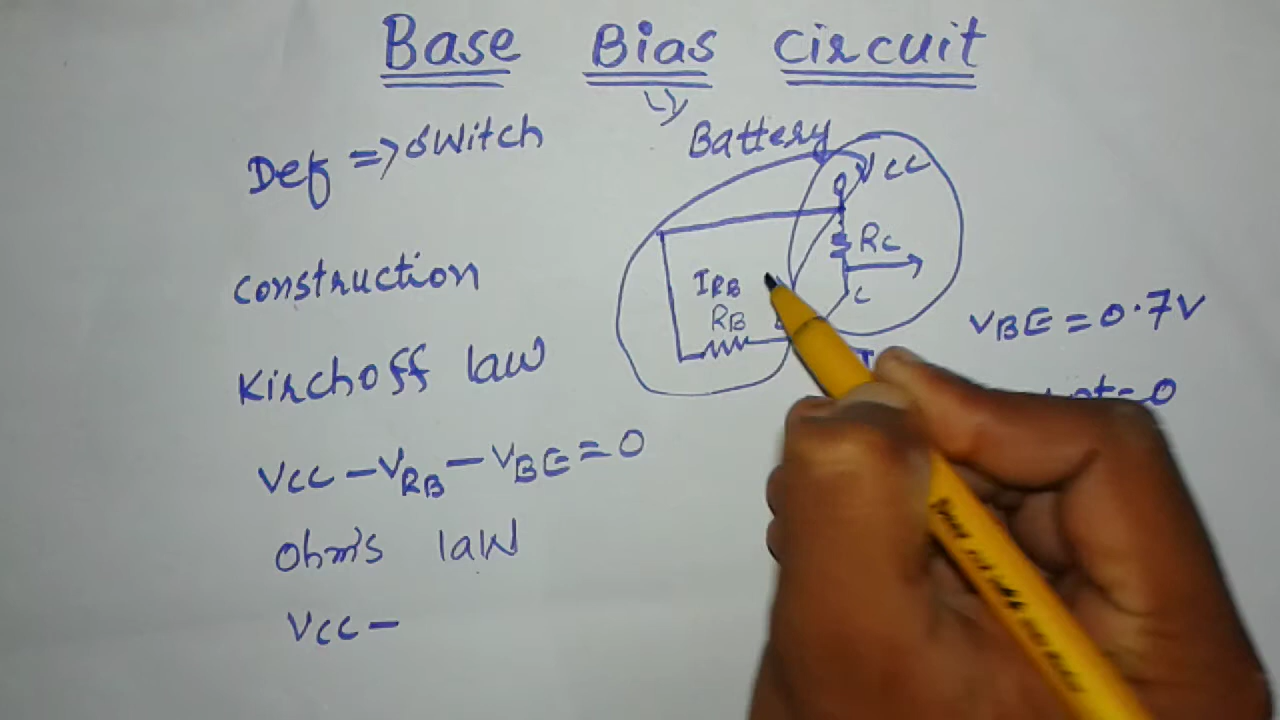 Base Bias Circuit
Def => switch
Battery
VCC
RC
IRB
C
RB
construction
VBE = 0.7V
Kirchoff law
VCC - VRB - VBE = 0
ohm's law
VCC -